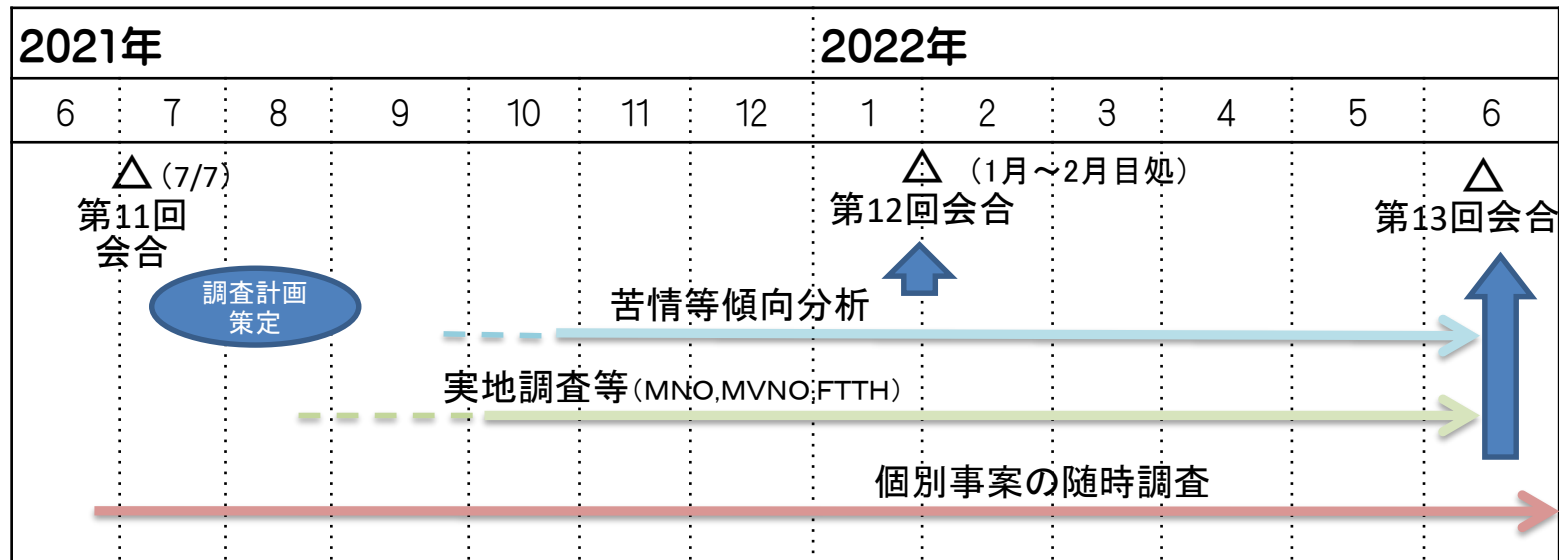 2021年 2022年
6 7 8 9 10 11 12 1 2 3 4 5 6
△(7/7)
第11回
会合
△ (1月~2月目処)
第12回会合
△
第13回会合
調査計画
策定
苦情等傾向分析
実地調査等(MNO,MVNO,FTTH)
個別事案の随時調査